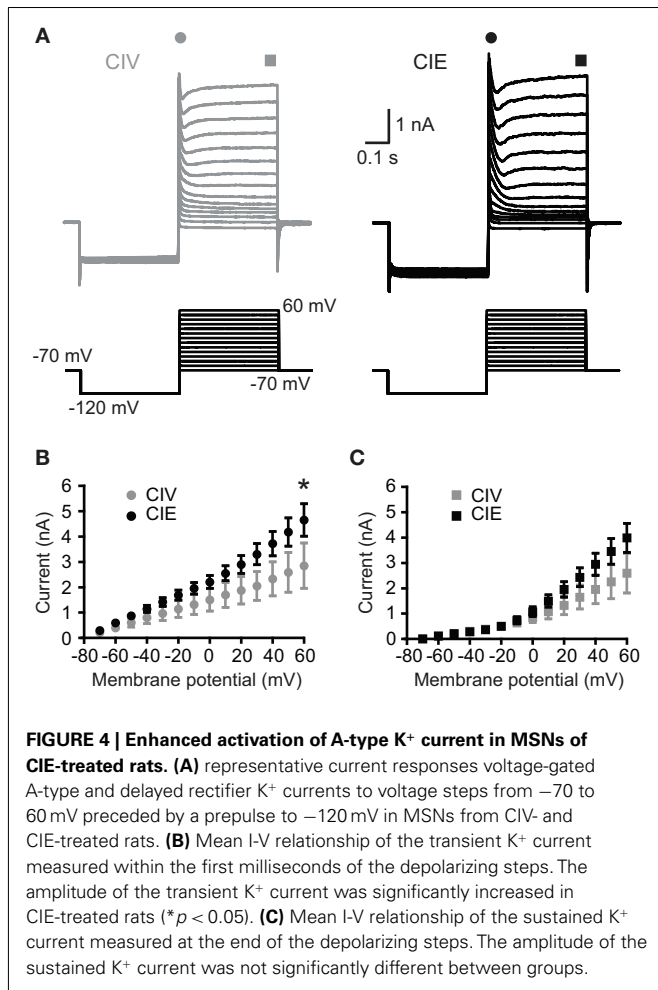 A
CIV
CIE
1 nA
0.1 s
60 mV
-70 mV
-70 mV
-120 mV
B
C
6
5
4
3
2
1
0
Current (nA)
CIV
CIE
*
-80 -60 -40 -20 0 20 40 60
Membrane potential (mV)
6
5
4
3
2
1
0
Current (nA)
CIV
CIE
-80 -60 -40 -20 0 20 40 60
Membrane potential (mV)
FIGURE 4 | Enhanced activation of A-type K⁺ current in MSNs of
CIE-treated rats. (A) representative current responses voltage-gated
A-type and delayed rectifier K⁺ currents to voltage steps from −70 to
60 mV preceded by a prepulse to −120 mV in MSNs from CIV- and
CIE-treated rats. (B) Mean I-V relationship of the transient K⁺ current
measured within the first milliseconds of the depolarizing steps. The
amplitude of the transient K⁺ current was significantly increased in
CIE-treated rats (*p < 0.05). (C) Mean I-V relationship of the sustained K⁺
current measured at the end of the depolarizing steps. The amplitude of the
sustained K⁺ current was not significantly different between groups.